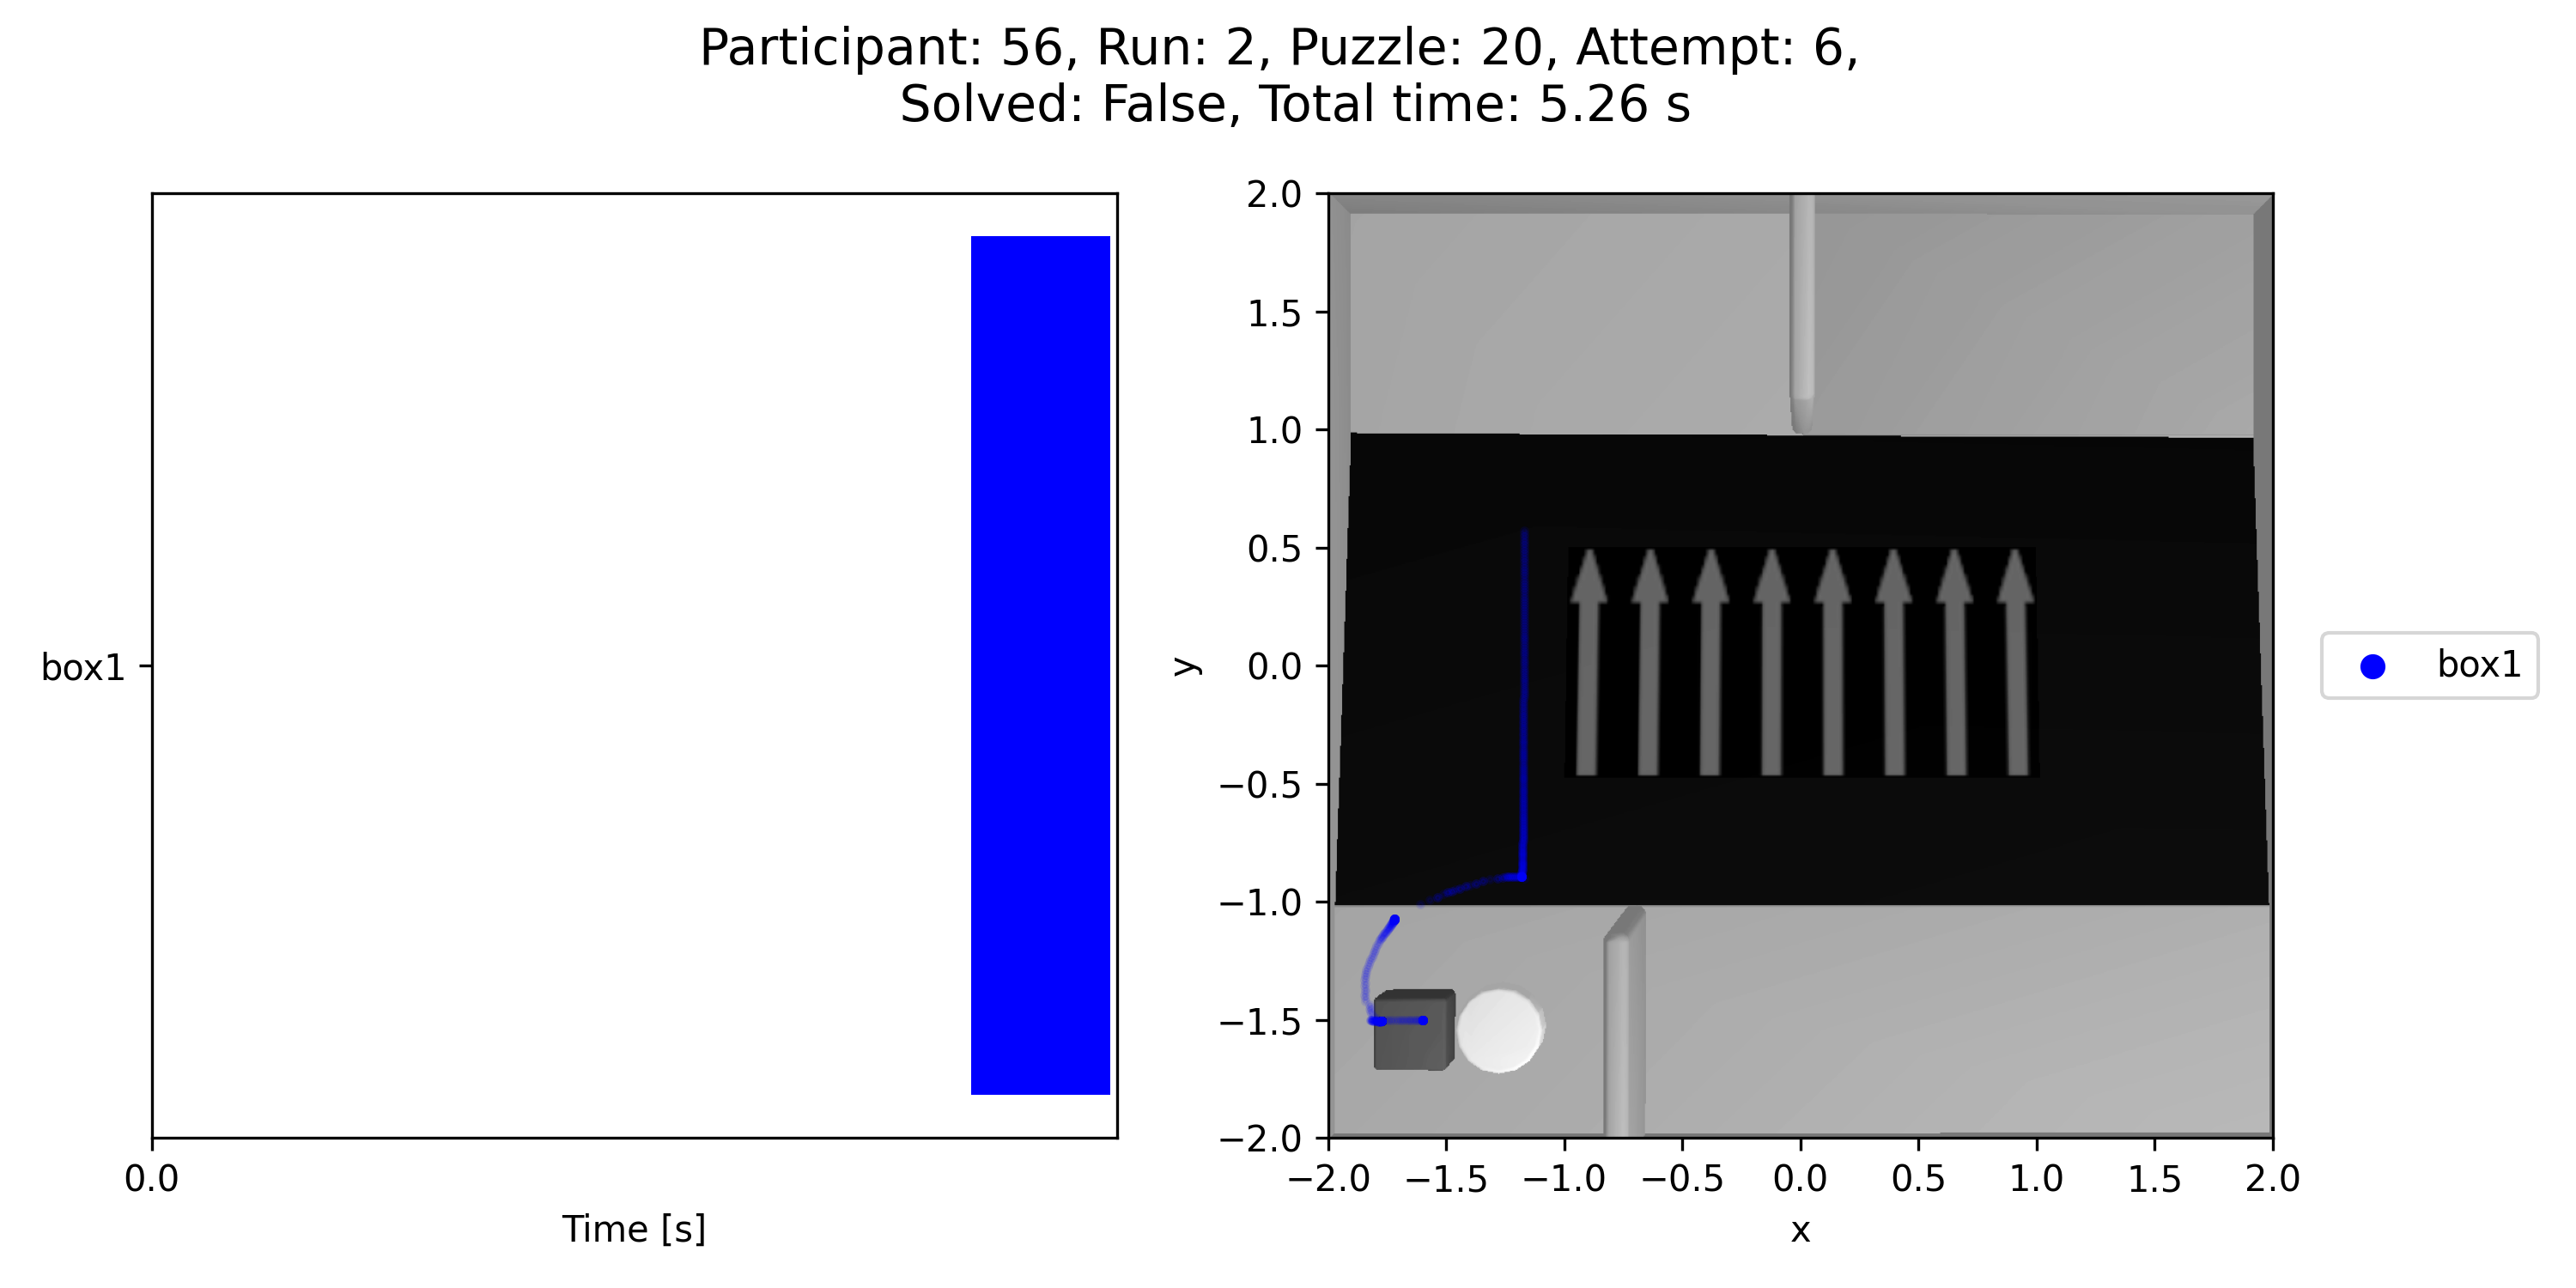 Participant: 56, Run: 2, Puzzle: 20, Attempt: 6,
Solved: False, Total time: 5.26 s
box1
0.0
Time [s]
2.0
1.5
1.0
0.5
0.0
−0.5
−1.0
−1.5
−2.0
y
−2.0 −1.5 −1.0 −0.5 0.0 0.5 1.0 1.5 2.0
x
box1